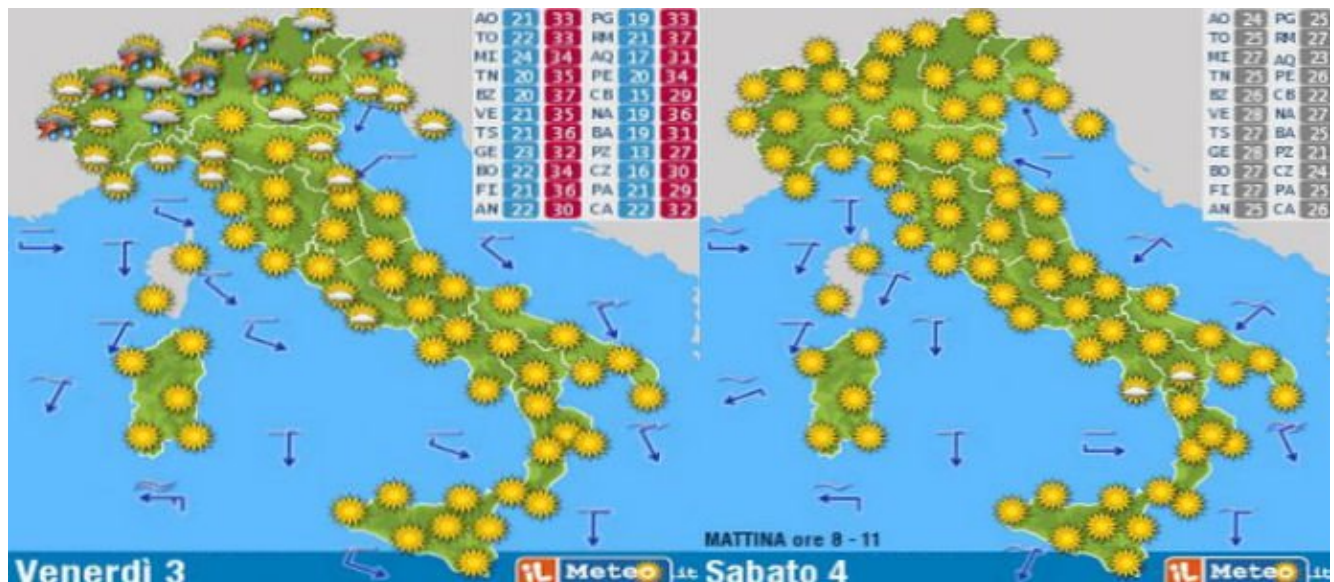 AO 21 33 PG 19 33
TO 22 33 RM 21 37
MI 24 34 AQ 17 31
TN 20 35 PE 20 34
BZ 20 37 CB 15 29
VE 21 35 NA 19 36
TS 21 36 BA 19 31
GE 23 32 PZ 13 27
BO 22 34 CZ 16 30
FI 21 36 PA 21 29
AN 22 30 CA 22 32
Venerdì 3
iL Meteo.it
AO 24 PG 25
TO 25 RM 27
MI 27 AQ 23
TN 25 PE 26
BZ 26 CB 22
VE 28 NA 27
TS 27 BA 25
GE 28 PZ 21
BO 27 CZ 24
FI 27 PA 25
AN 25 CA 26
MATTINA ore 8 - 11
Sabato 4
iL Meteo.it